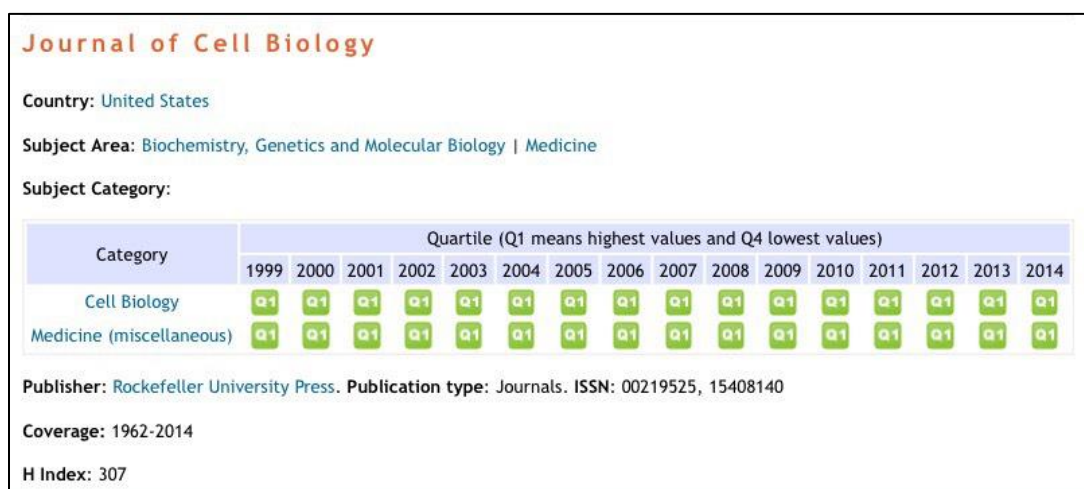 Journal of Cell Biology
Country: United States
Subject Area: Biochemistry, Genetics and Molecular Biology | Medicine
Subject Category:
Category
Quartile (Q1 means highest values and Q4 lowest values)
1999 2000 2001 2002 2003 2004 2005 2006 2007 2008 2009 2010 2011 2012 2013 2014
Cell Biology Q1 Q1 Q1 Q1 Q1 Q1 Q1 Q1 Q1 Q1 Q1 Q1 Q1 Q1 Q1 Q1
Medicine (miscellaneous) Q1 Q1 Q1 Q1 Q1 Q1 Q1 Q1 Q1 Q1 Q1 Q1 Q1 Q1 Q1 Q1
Publisher: Rockefeller University Press. Publication type: Journals. ISSN: 00219525, 15408140
Coverage: 1962-2014
H Index: 307